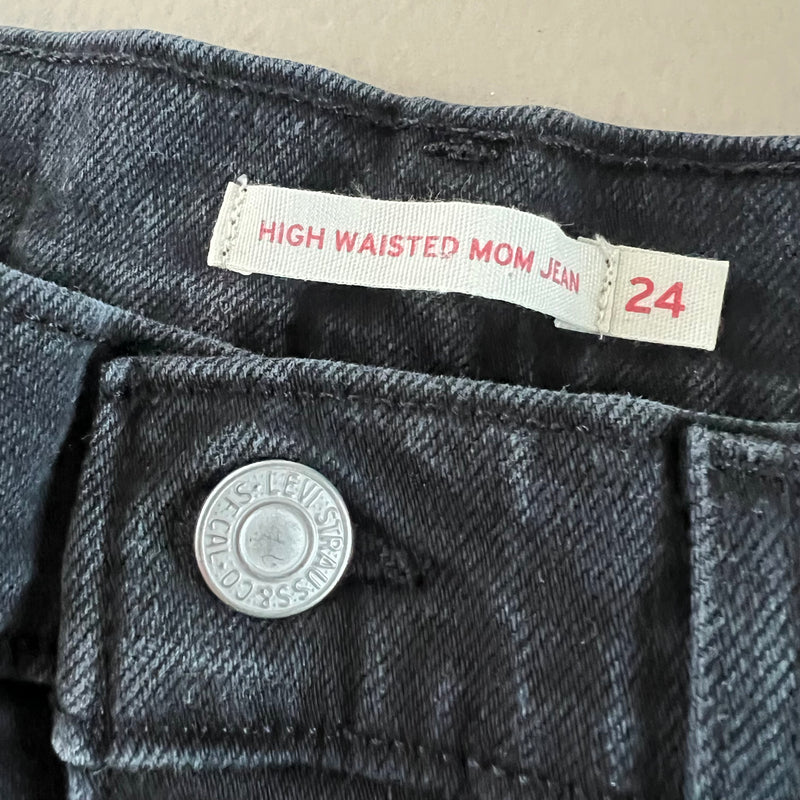 HIGH WAISTED MOM JEAN
24
LEVI STRAUSS & CO. S.F. CAL.